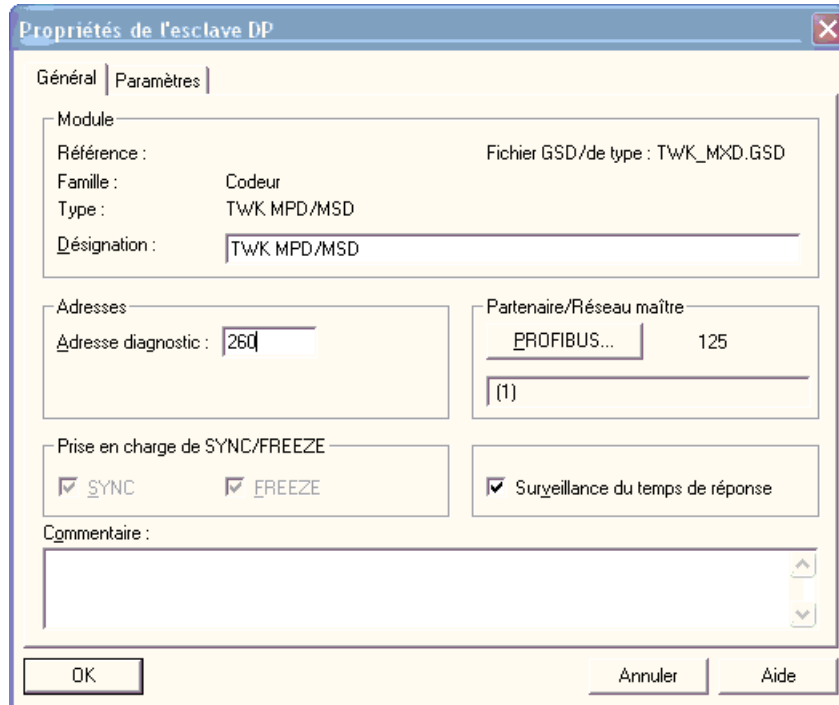 Propriétés de l'esclave DP
Général Paramètres
Module
Référence : Fichier GSD/de type : TWK_MXD.GSD
Famille : Codeur
Type : TWK MPD/MSD
Désignation : TWK MPD/MSD
Adresses Partenaire/Réseau maître
Adresse diagnostic : 260 PROFIBUS... 125
(1)
Prise en charge de SYNC/FREEZE
SYNC FREEZE Surveillance du temps de réponse
Commentaire :
OK Annuler Aide